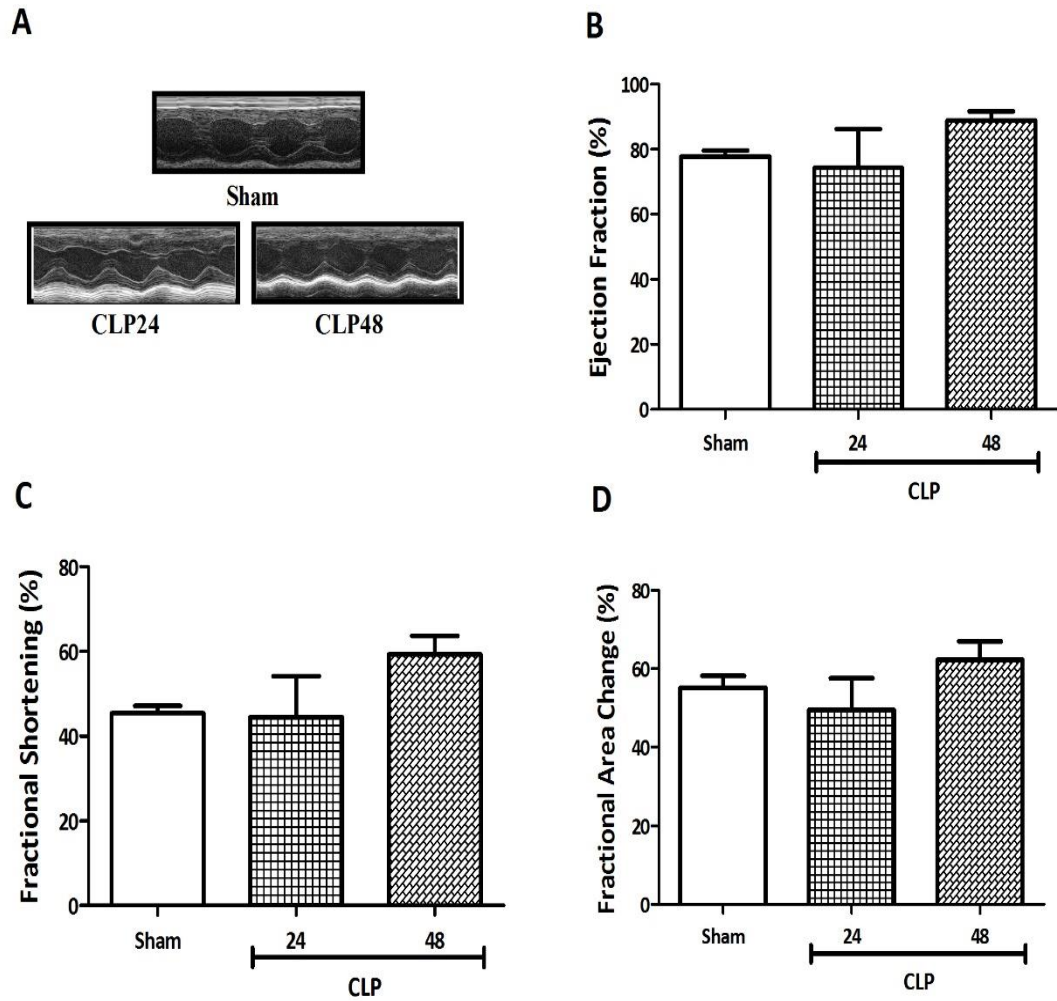 A
Sham
CLP24
CLP48
B
Ejection Fraction (%)
100
80
60
40
20
0
Sham
24
48
CLP
C
Fractional Shortening (%)
80
60
40
20
0
Sham
24
48
CLP
D
Fractional Area Change (%)
80
60
40
20
0
Sham
24
48
CLP